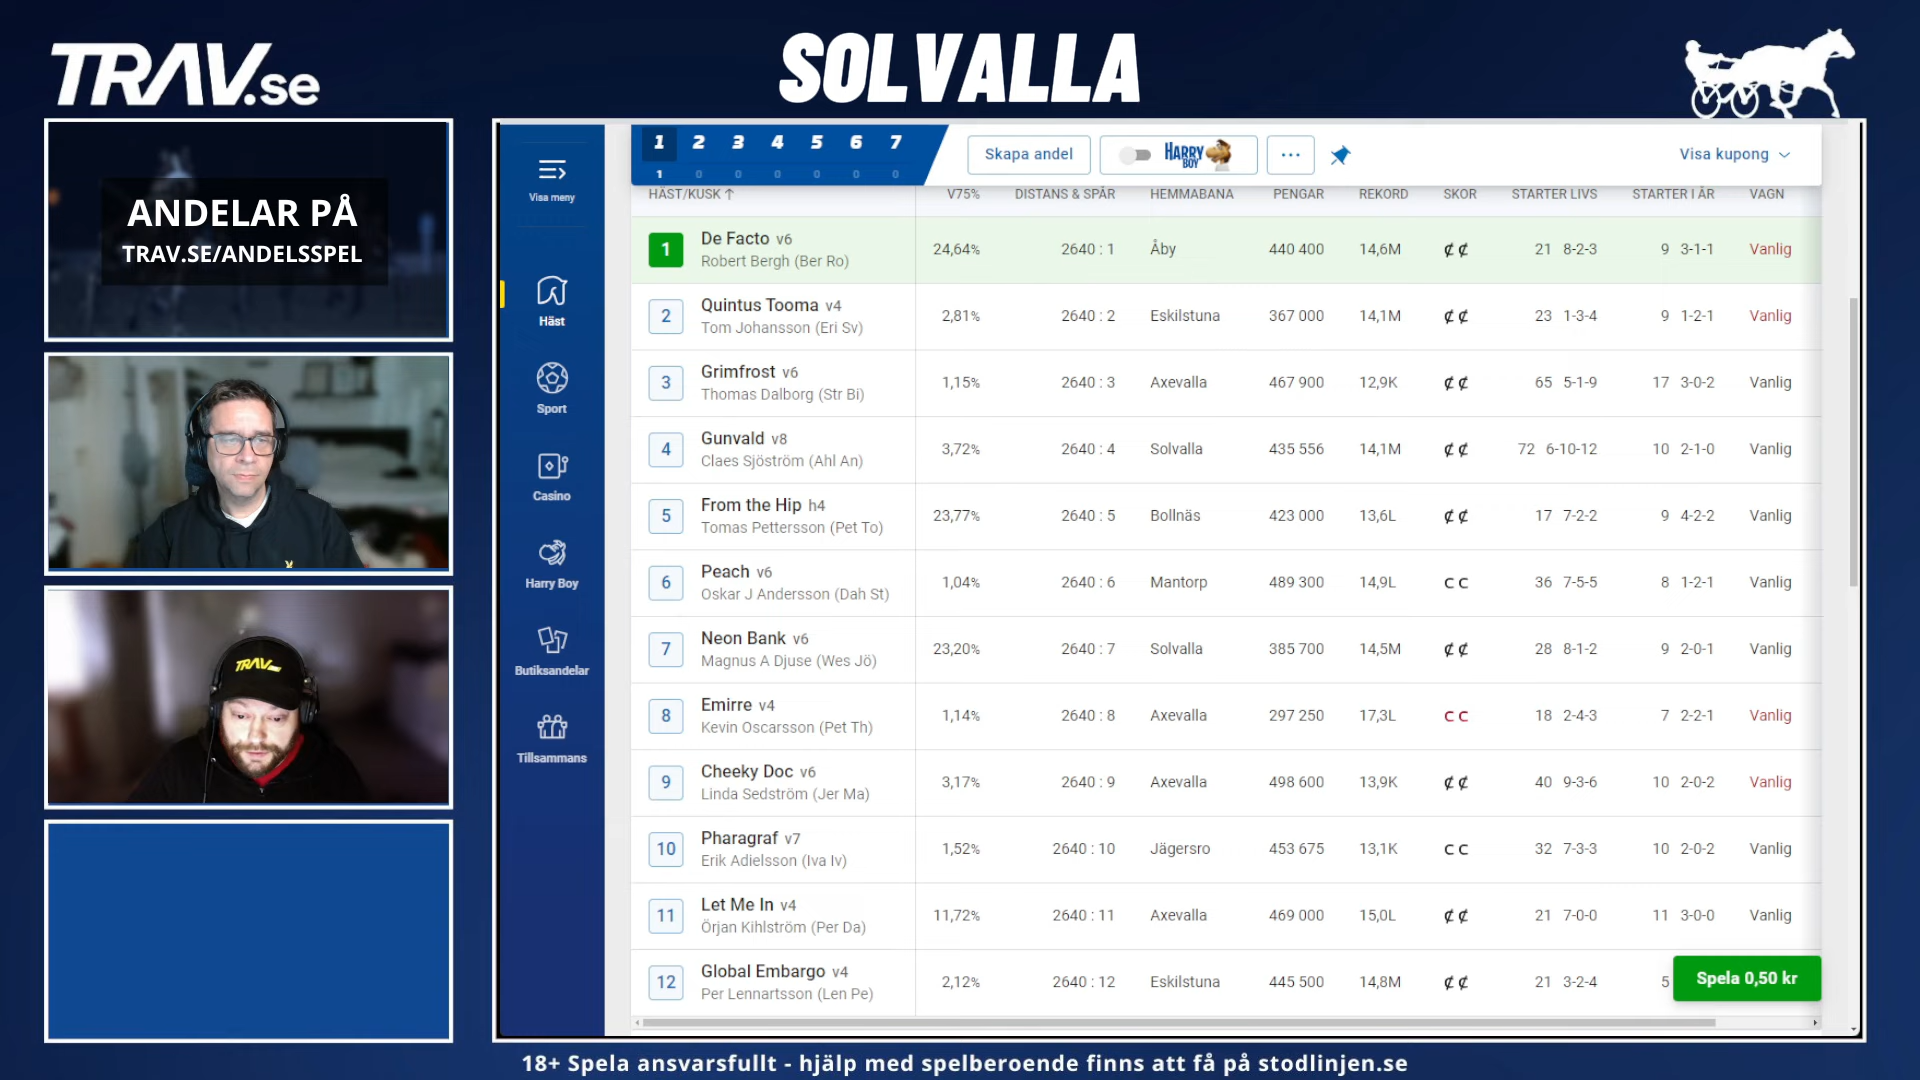 TRAV.se
SOLVALLA
ANDELAR PÅ
TRAV.SE/ANDELSSPEL
TRAV.se
Visa meny
Häst
Sport
Casino
Harry Boy
Butiksandelar
Tillsammans
1 2 3 4 5 6 7
1 0 0 0 0 0 0
Skapa andel
HARRY BOY
...
Visa kupong
HÄST/KUSK ↑ V75% DISTANS & SPÅR HEMMABANA PENGAR REKORD SKOR STARTER LIVS STARTER I ÅR VAGN
1 De Facto v6 24,64% 2640 : 1 Åby 440 400 14,6M ₵ ₵ 21 8-2-3 9 3-1-1 Vanlig
Robert Bergh (Ber Ro)
2 Quintus Tooma v4 2,81% 2640 : 2 Eskilstuna 367 000 14,1M ₵ ₵ 23 1-3-4 9 1-2-1 Vanlig
Tom Johansson (Eri Sv)
3 Grimfrost v6 1,15% 2640 : 3 Axevalla 467 900 12,9K ₵ ₵ 65 5-1-9 17 3-0-2 Vanlig
Thomas Dalborg (Str Bi)
4 Gunvald v8 3,72% 2640 : 4 Solvalla 435 556 14,1M ₵ ₵ 72 6-10-12 10 2-1-0 Vanlig
Claes Sjöström (Ahl An)
5 From the Hip h4 23,77% 2640 : 5 Bollnäs 423 000 13,6L ₵ ₵ 17 7-2-2 9 4-2-2 Vanlig
Tomas Pettersson (Pet To)
6 Peach v6 1,04% 2640 : 6 Mantorp 489 300 14,9L C C 36 7-5-5 8 1-2-1 Vanlig
Oskar J Andersson (Dah St)
7 Neon Bank v6 23,20% 2640 : 7 Solvalla 385 700 14,5M ₵ ₵ 28 8-1-2 9 2-0-1 Vanlig
Magnus A Djuse (Wes Jö)
8 Emirre v4 1,14% 2640 : 8 Axevalla 297 250 17,3L C C 18 2-4-3 7 2-2-1 Vanlig
Kevin Oscarsson (Pet Th)
9 Cheeky Doc v6 3,17% 2640 : 9 Axevalla 498 600 13,9K ₵ ₵ 40 9-3-6 10 2-0-2 Vanlig
Linda Sedström (Jer Ma)
10 Pharagraf v7 1,52% 2640 : 10 Jägersro 453 675 13,1K C C 32 7-3-3 10 2-0-2 Vanlig
Erik Adielsson (Iva Iv)
11 Let Me In v4 11,72% 2640 : 11 Axevalla 469 000 15,0L ₵ ₵ 21 7-0-0 11 3-0-0 Vanlig
Örjan Kihlström (Per Da)
12 Global Embargo v4 2,12% 2640 : 12 Eskilstuna 445 500 14,8M ₵ ₵ 21 3-2-4 5
Per Lennartsson (Len Pe)
Spela 0,50 kr
18+ Spela ansvarsfullt - hjälp med spelberoende finns att få på stodlinjen.se